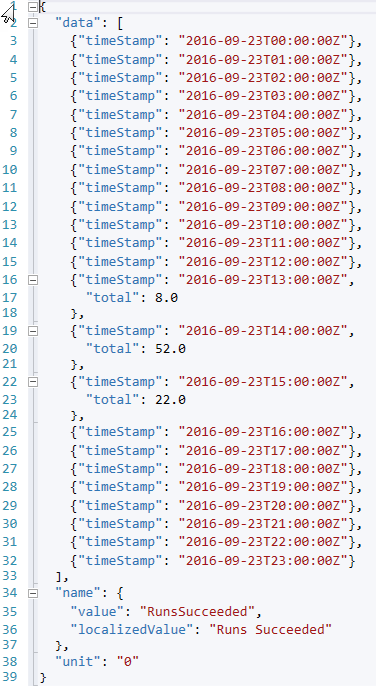 1 {
2 "data": [
3 {"timeStamp": "2016-09-23T00:00:00Z"},
4 {"timeStamp": "2016-09-23T01:00:00Z"},
5 {"timeStamp": "2016-09-23T02:00:00Z"},
6 {"timeStamp": "2016-09-23T03:00:00Z"},
7 {"timeStamp": "2016-09-23T04:00:00Z"},
8 {"timeStamp": "2016-09-23T05:00:00Z"},
9 {"timeStamp": "2016-09-23T06:00:00Z"},
10 {"timeStamp": "2016-09-23T07:00:00Z"},
11 {"timeStamp": "2016-09-23T08:00:00Z"},
12 {"timeStamp": "2016-09-23T09:00:00Z"},
13 {"timeStamp": "2016-09-23T10:00:00Z"},
14 {"timeStamp": "2016-09-23T11:00:00Z"},
15 {"timeStamp": "2016-09-23T12:00:00Z"},
16 {"timeStamp": "2016-09-23T13:00:00Z",
17 "total": 8.0
18 },
19 {"timeStamp": "2016-09-23T14:00:00Z",
20 "total": 52.0
21 },
22 {"timeStamp": "2016-09-23T15:00:00Z",
23 "total": 22.0
24 },
25 {"timeStamp": "2016-09-23T16:00:00Z"},
26 {"timeStamp": "2016-09-23T17:00:00Z"},
27 {"timeStamp": "2016-09-23T18:00:00Z"},
28 {"timeStamp": "2016-09-23T19:00:00Z"},
29 {"timeStamp": "2016-09-23T20:00:00Z"},
30 {"timeStamp": "2016-09-23T21:00:00Z"},
31 {"timeStamp": "2016-09-23T22:00:00Z"},
32 {"timeStamp": "2016-09-23T23:00:00Z"}
33 ],
34 "name": {
35 "value": "RunsSucceeded",
36 "localizedValue": "Runs Succeeded"
37 },
38 "unit": "0"
39 }